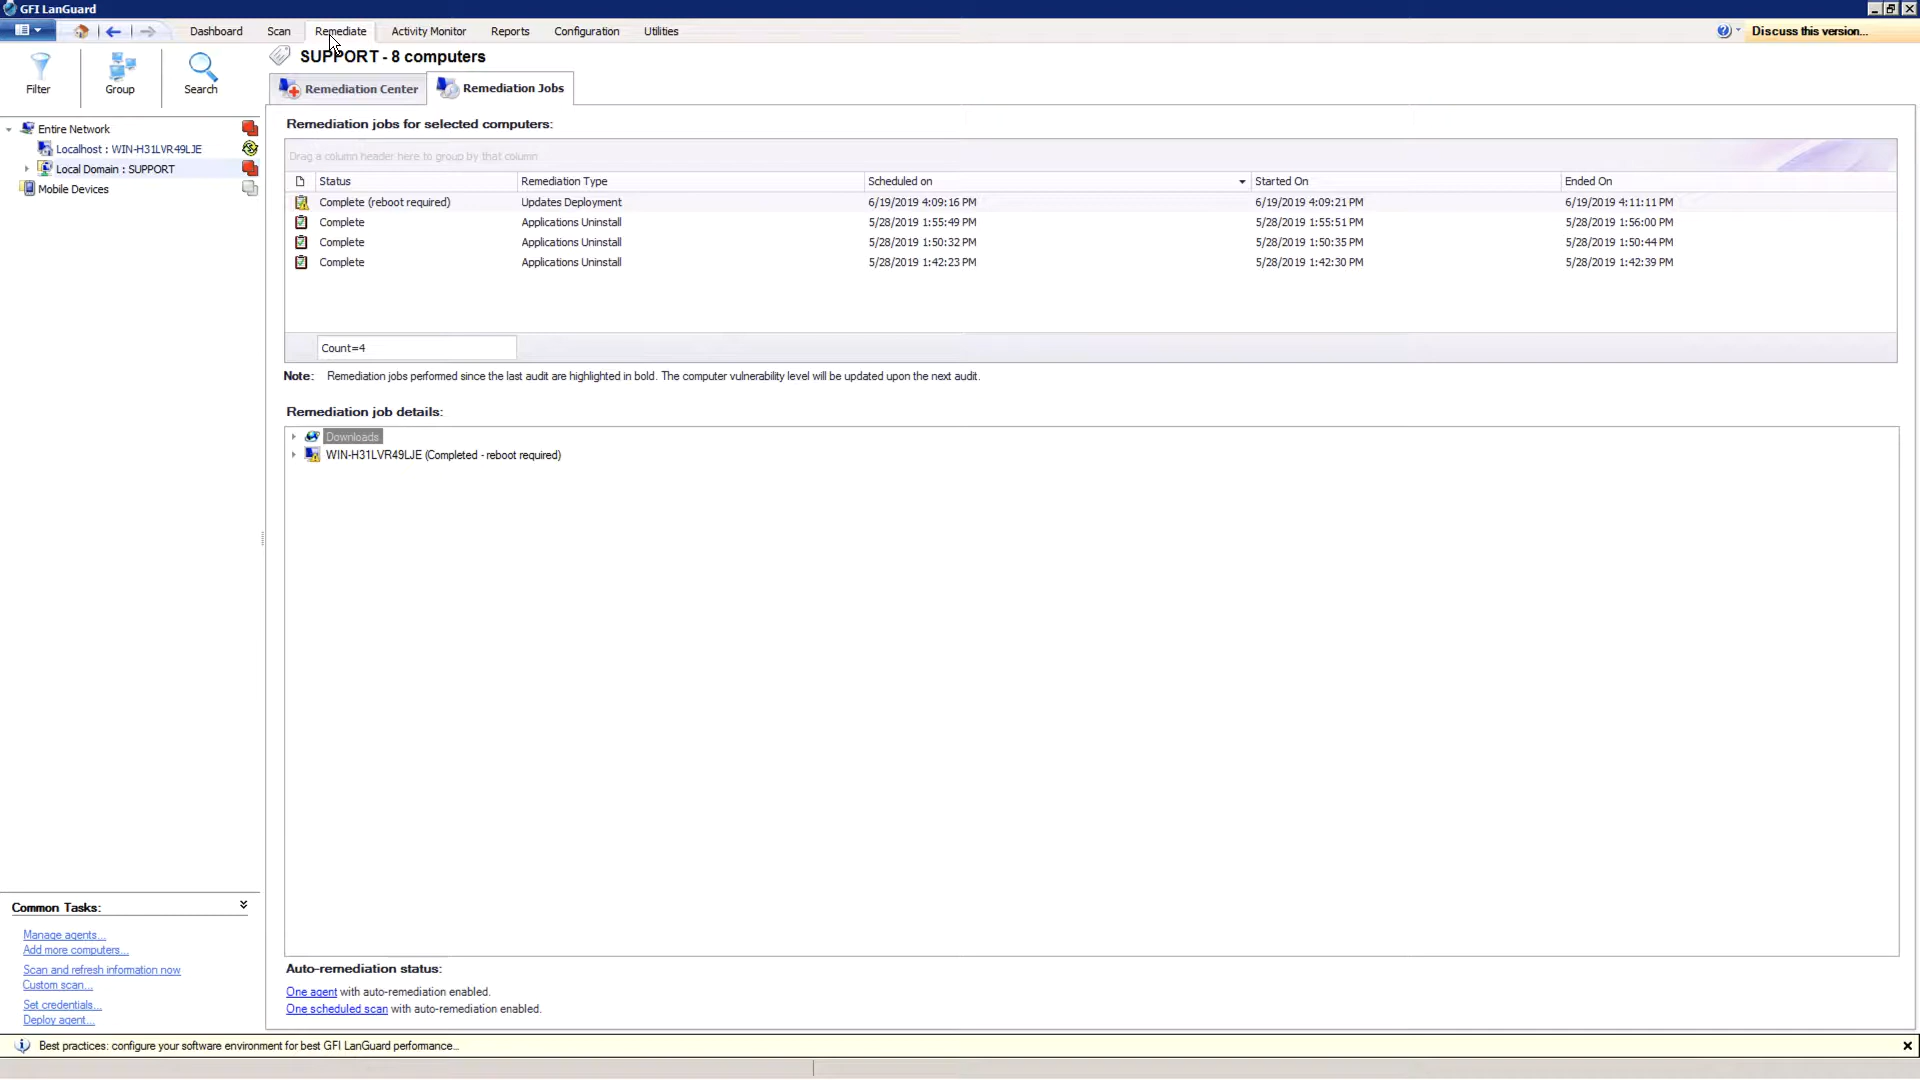 GFI LanGuard
Dashboard Scan Remediate Activity Monitor Reports Configuration Utilities Discuss this version...
Filter Group Search
SUPPORT - 8 computers
Remediation Center Remediation Jobs
Entire Network
Localhost : WIN-H31LVR49LJE
Local Domain : SUPPORT
Mobile Devices
Remediation jobs for selected computers:
Drag a column header here to group by that column
Status Remediation Type Scheduled on Started On Ended On
Complete (reboot required) Updates Deployment 6/19/2019 4:09:16 PM 6/19/2019 4:09:21 PM 6/19/2019 4:11:11 PM
Complete Applications Uninstall 5/28/2019 1:55:49 PM 5/28/2019 1:55:51 PM 5/28/2019 1:56:00 PM
Complete Applications Uninstall 5/28/2019 1:50:32 PM 5/28/2019 1:50:35 PM 5/28/2019 1:50:44 PM
Complete Applications Uninstall 5/28/2019 1:42:23 PM 5/28/2019 1:42:30 PM 5/28/2019 1:42:39 PM
Count=4
Note: Remediation jobs performed since the last audit are highlighted in bold. The computer vulnerability level will be updated upon the next audit.
Remediation job details:
Downloads
WIN-H31LVR49LJE (Completed - reboot required)
Common Tasks:
Manage agents...
Add more computers...
Scan and refresh information now
Custom scan...
Set credentials...
Deploy agent...
Auto-remediation status:
One agent with auto-remediation enabled.
One scheduled scan with auto-remediation enabled.
Best practices: configure your software environment for best GFI LanGuard performance...